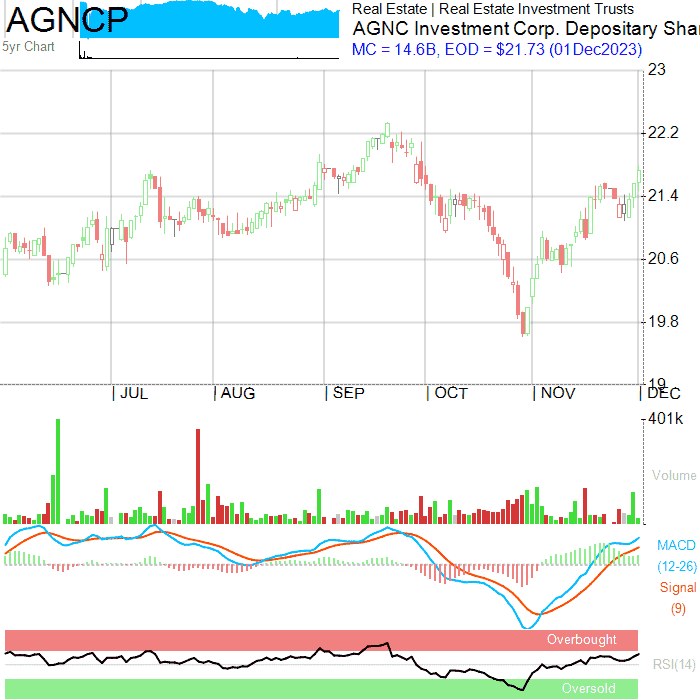 AGNCP
5yr Chart
Real Estate | Real Estate Investment Trusts
AGNC Investment Corp. Depositary Sha
MC = 14.6B, EOD = $21.73 (01Dec2023)
23
22.2
21.4
20.6
19.8
19
JUL
AUG
SEP
OCT
NOV
DEC
401k
Volume
MACD
(12-26)
Signal
(9)
Overbought
RSI(14)
Oversold